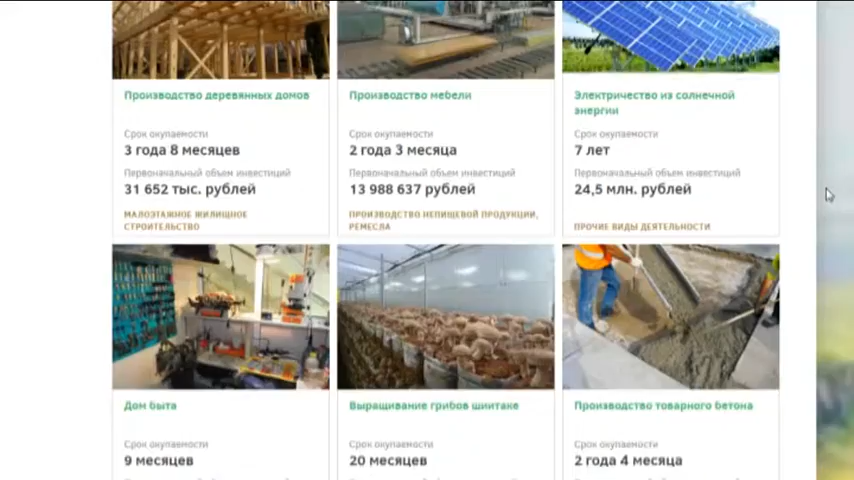 Производство деревянных домов
Срок окупаемости
3 года 8 месяцев
Первоначальный объем инвестиций
31 652 тыс. рублей
МАЛОЭТАЖНОЕ ЖИЛИЩНОЕ
СТРОИТЕЛЬСТВО
Производство мебели
Срок окупаемости
2 года 3 месяца
Первоначальный объем инвестиций
13 988 637 рублей
ПРОИЗВОДСТВО НЕПИЩЕВОЙ ПРОДУКЦИИ,
РЕМЕСЛА
Электричество из солнечной
энергии
Срок окупаемости
7 лет
Первоначальный объем инвестиций
24,5 млн. рублей
ПРОЧИЕ ВИДЫ ДЕЯТЕЛЬНОСТИ
Дом быта
Срок окупаемости
9 месяцев
Выращивание грибов шиитаке
Срок окупаемости
20 месяцев
Производство товарного бетона
Срок окупаемости
2 года 4 месяца